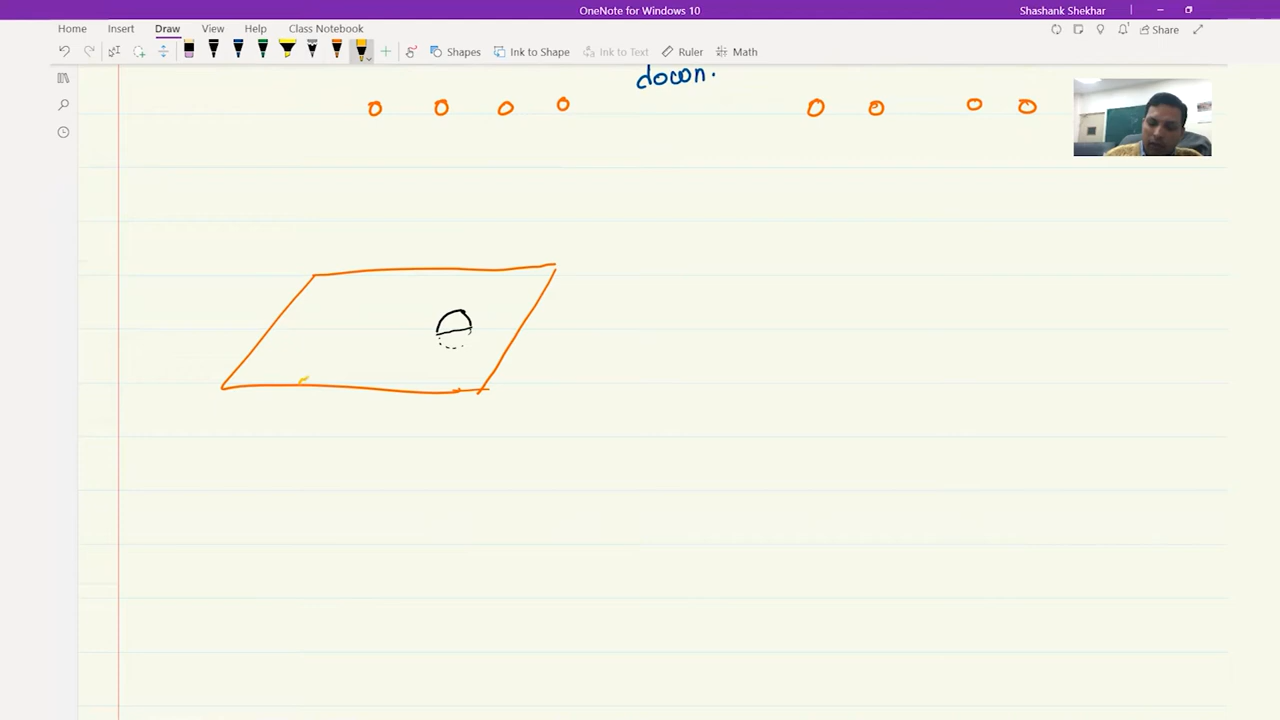 OneNote for Windows 10
Shashank Shekhar
Home Insert Draw View Help Class Notebook
Share
Shapes Ink to Shape Ink to Text Ruler Math
docon.